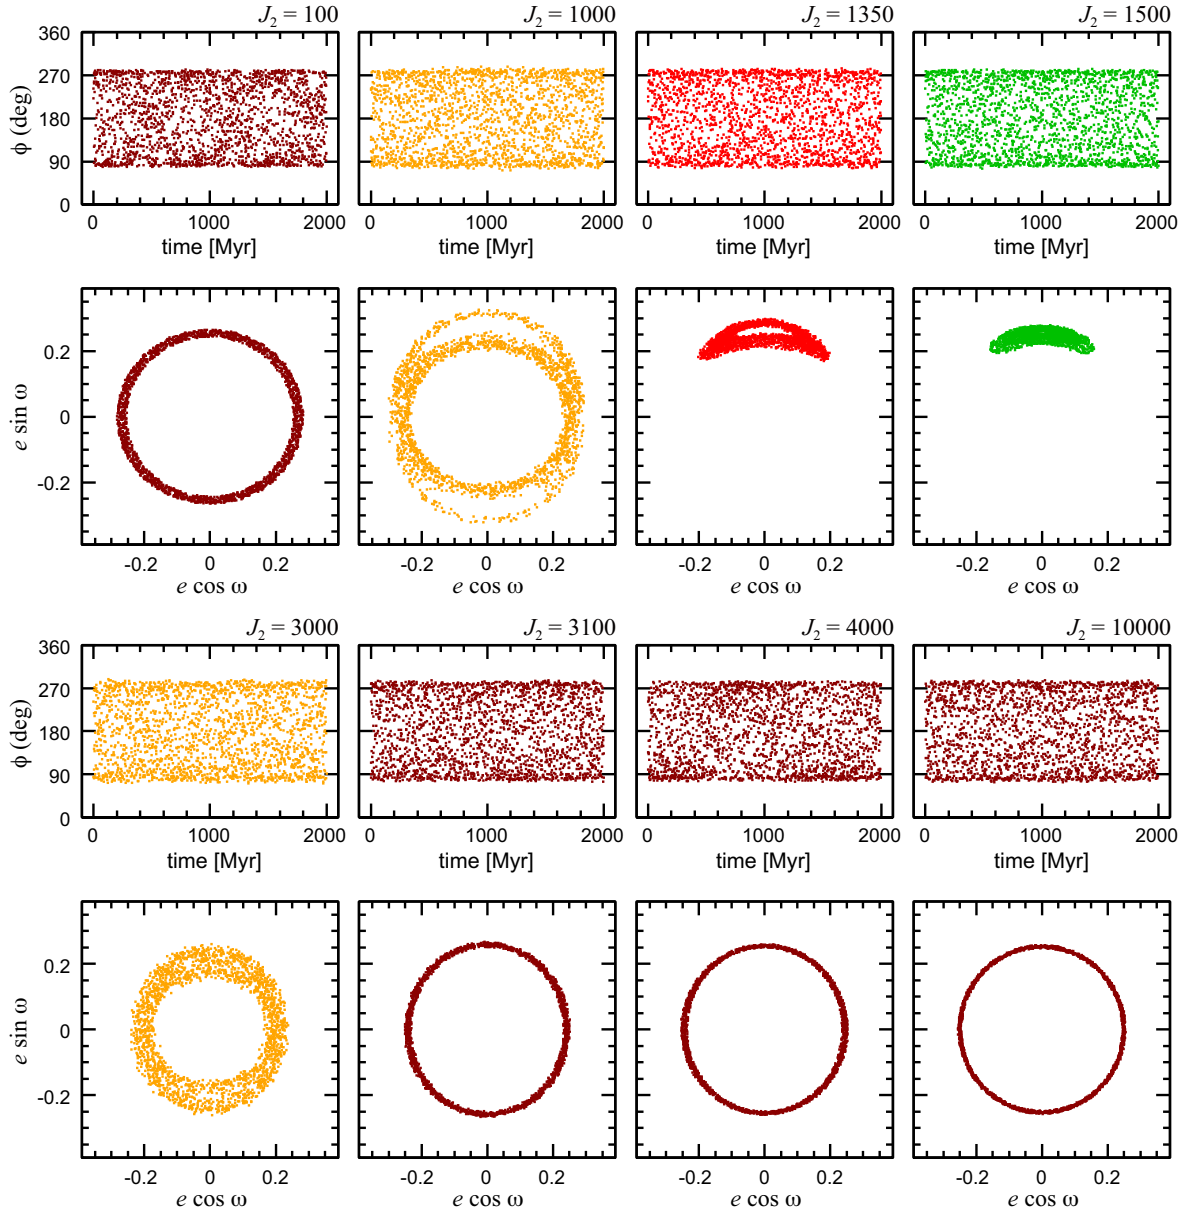 J₂ = 100 J₂ = 1000 J₂ = 1350 J₂ = 1500
360
270
180
90
0
ϕ (deg)
0 1000 2000 0 1000 2000 0 1000 2000 0 1000 2000
time [Myr] time [Myr] time [Myr] time [Myr]
0.2
0
-0.2
e sin ω
-0.2 0 0.2 -0.2 0 0.2 -0.2 0 0.2 -0.2 0 0.2
e cos ω e cos ω e cos ω e cos ω
J₂ = 3000 J₂ = 3100 J₂ = 4000 J₂ = 10000
360
270
180
90
0
ϕ (deg)
0 1000 2000 0 1000 2000 0 1000 2000 0 1000 2000
time [Myr] time [Myr] time [Myr] time [Myr]
0.2
0
-0.2
e sin ω
-0.2 0 0.2 -0.2 0 0.2 -0.2 0 0.2 -0.2 0 0.2
e cos ω e cos ω e cos ω e cos ω